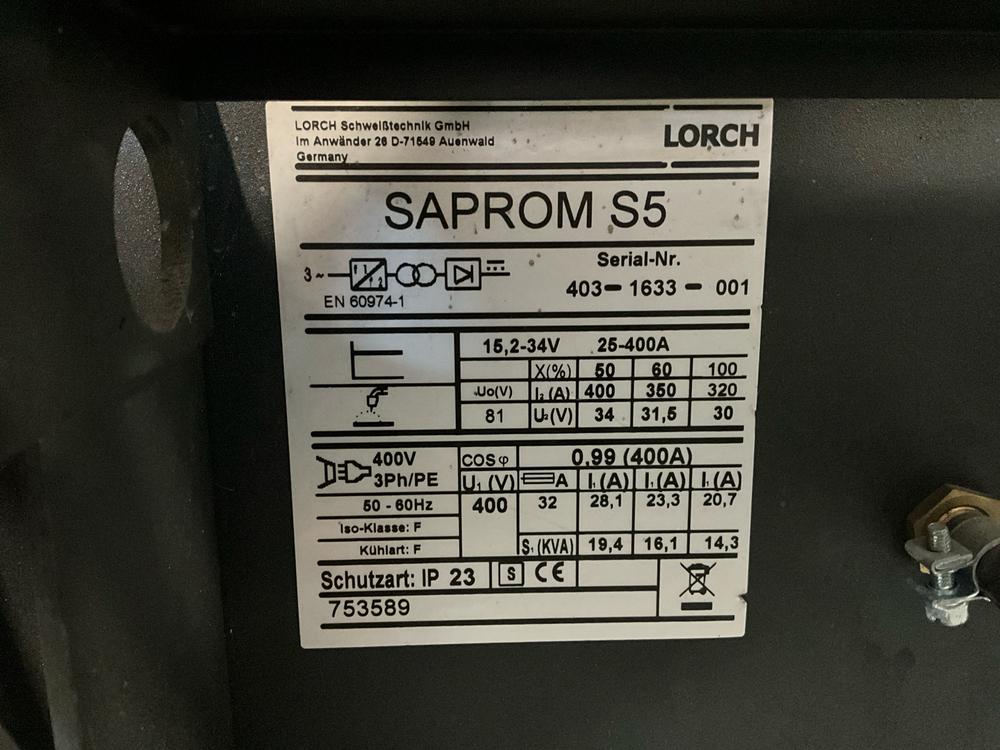 LORCH Schweißtechnik GmbH
Im Anwänder 26 D-71549 Auenwald
Germany
LORCH
SAPROM S5
3~
EN 60974-1
Serial-Nr.
403-1633-001
15,2-34V 25-400A
X(%) 50 60 100
Uo(V) I₂(A) 400 350 320
81 U₂(V) 34 31,5 30
400V
3Ph/PE
COS φ 0,99 (400A)
U₁ (V) A I₁(A) I₁(A) I₁(A)
50 - 60Hz 400 32 28,1 23,3 20,7
Iso-Klasse: F
Kühlart: F S₁(KVA) 19,4 16,1 14,3
Schutzart: IP 23 S CE
753589